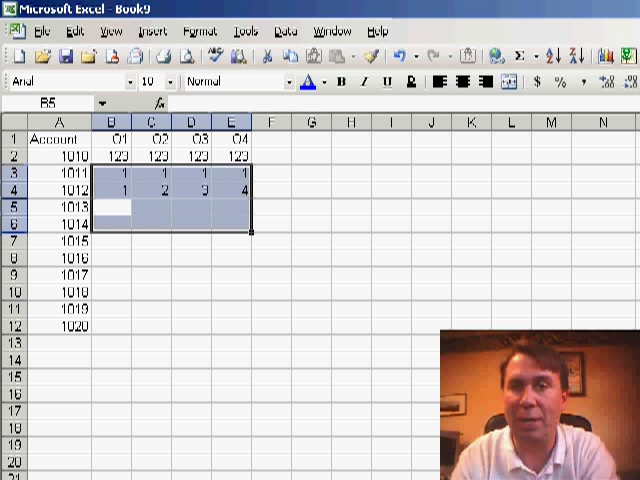 Microsoft Excel - Book9
File Edit View Insert Format Tools Data Window Help
Arial 10 Normal B I U $ %
B5 fx
A B C D E F G H I J K L M N
1 Account Q1 Q2 Q3 Q4
2 1010 123 123 123 123
3 1011 1 1 1 1
4 1012 1 2 3 4
5 1013
6 1014
7 1015
8 1016
9 1017
10 1018
11 1019
12 1020
13
14
15
16
17
18
19
20
21